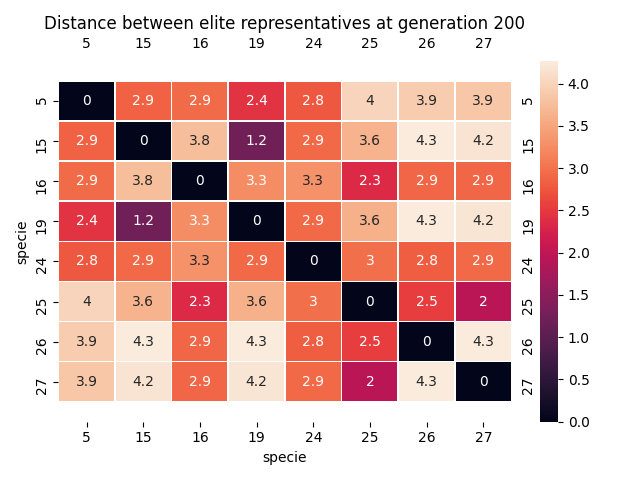 Distance between elite representatives at generation 200
5 15 16 19 24 25 26 27
5 0 2.9 2.9 2.4 2.8 4 3.9 3.9 5
15 2.9 0 3.8 1.2 2.9 3.6 4.3 4.2 15
16 2.9 3.8 0 3.3 3.3 2.3 2.9 2.9 16
19 2.4 1.2 3.3 0 2.9 3.6 4.3 4.2 19
24 2.8 2.9 3.3 2.9 0 3 2.8 2.9 24
25 4 3.6 2.3 3.6 3 0 2.5 2 25
26 3.9 4.3 2.9 4.3 2.8 2.5 0 4.3 26
27 3.9 4.2 2.9 4.2 2.9 2 4.3 0 27
5 15 16 19 24 25 26 27
specie
specie
4.0
3.5
3.0
2.5
2.0
1.5
1.0
0.5
0.0